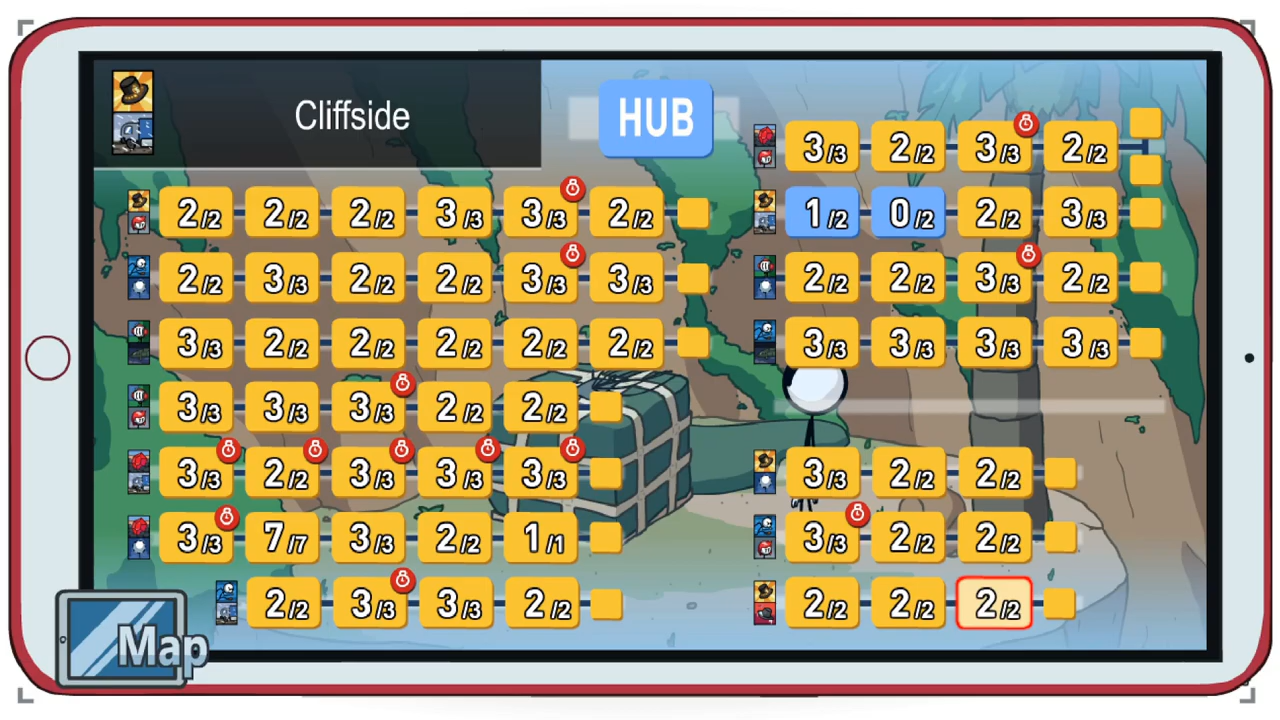 Cliffside
HUB
2/2 2/2 2/2 3/3 3/3 2/2
2/2 3/3 2/2 2/2 3/3 3/3
3/3 2/2 2/2 2/2 2/2 2/2
3/3 3/3 3/3 2/2 2/2
3/3 2/2 3/3 3/3 3/3
3/3 7/7 3/3 2/2 1/1
2/2 3/3 3/3 2/2
3/3 2/2 3/3 2/2
1/2 0/2 2/2 3/3
2/2 2/2 3/3 2/2
3/3 3/3 3/3 3/3
3/3 2/2 2/2
3/3 2/2 2/2
2/2 2/2 2/2
Map